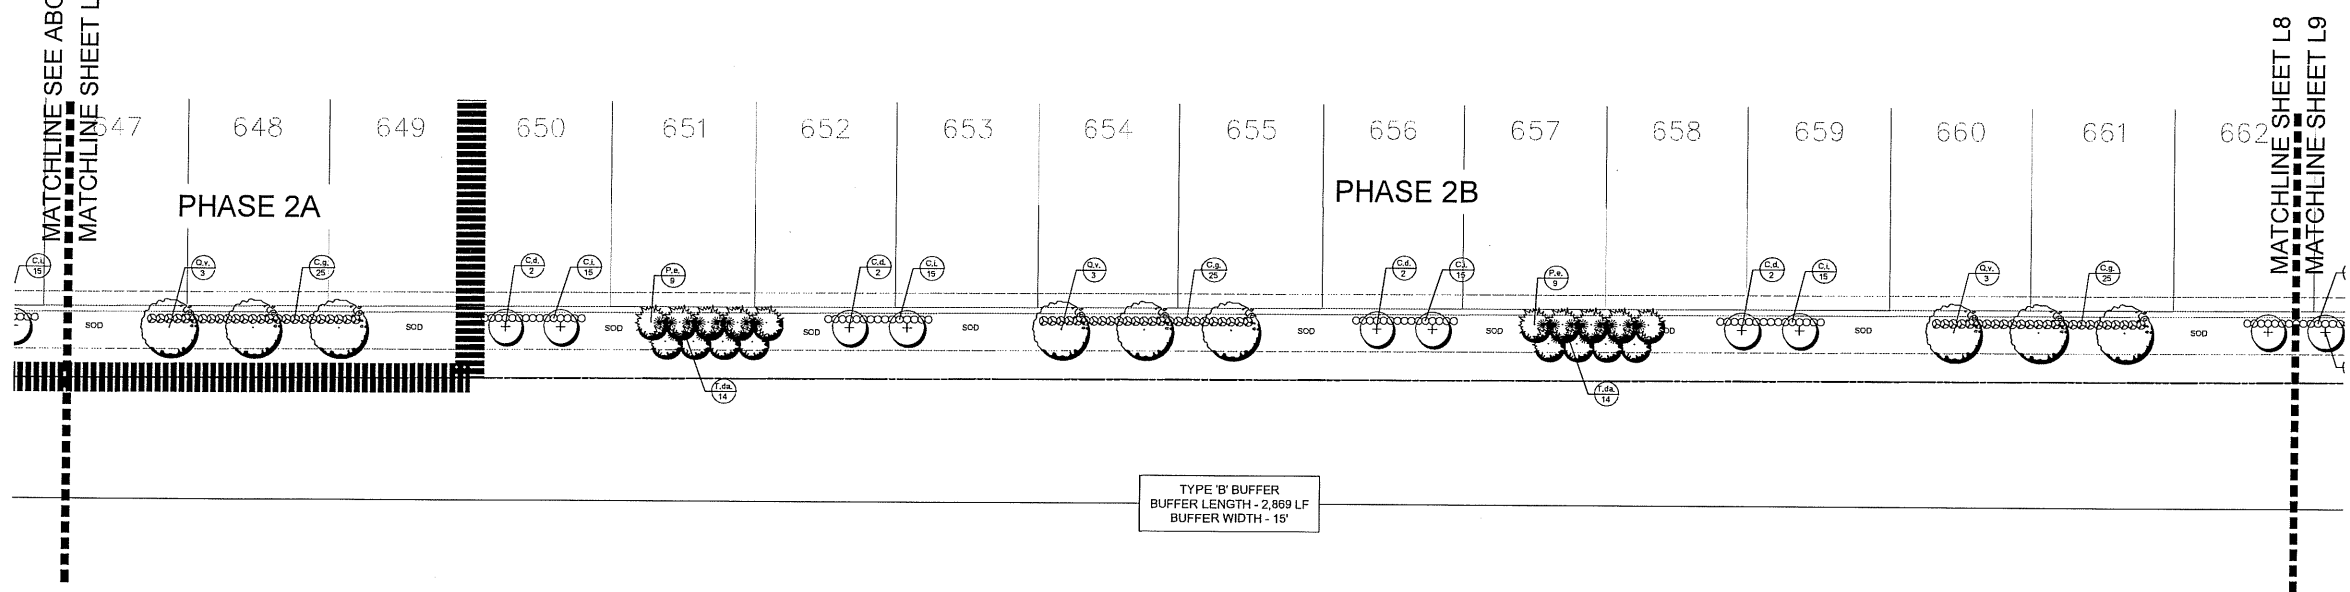 MATCHLINE SEE ABO
MATCHLINE SHEET L
MATCHLINE SHEET L8
MATCHLINE SHEET L9
647
648
649
650
651
652
653
654
655
656
657
658
659
660
661
662
PHASE 2A
PHASE 2B
C.i.
15
Q.v.
3
C.g.
25
C.d.
2
C.i.
15
P.e.
9
C.d.
2
C.i.
15
Q.v.
3
C.g.
25
C.d.
2
C.i.
15
P.e.
9
C.d.
2
C.i.
15
Q.v.
3
C.g.
25
SOD
SOD
SOD
SOD
SOD
SOD
SOD
SOD
SOD
SOD
T.da.
14
T.da.
14
TYPE 'B' BUFFER
BUFFER LENGTH - 2,869 LF
BUFFER WIDTH - 15'